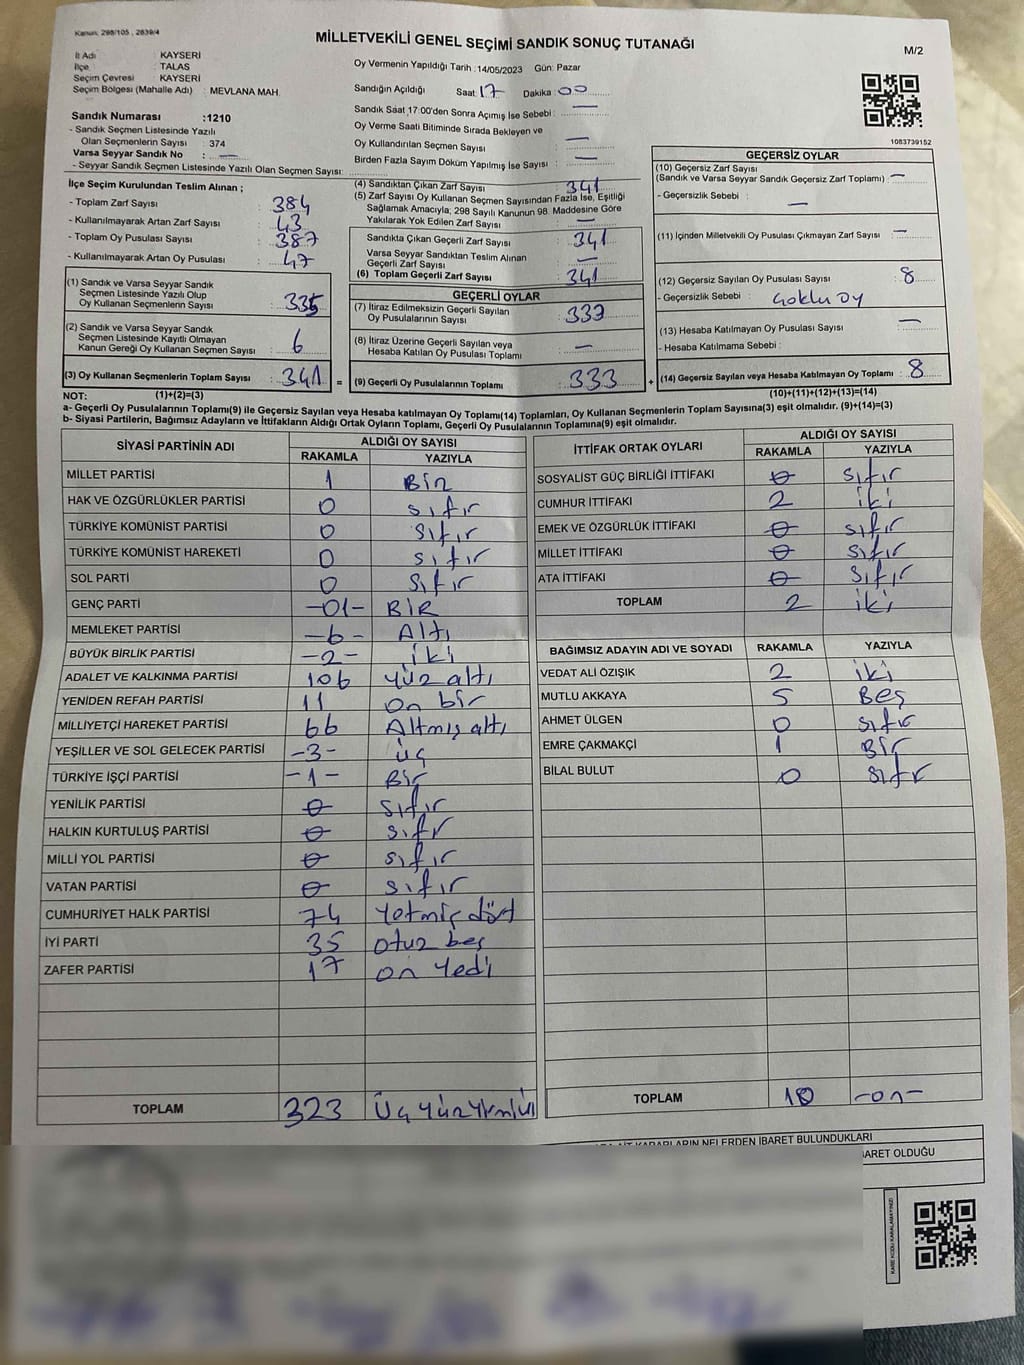 Kanun: 298/105 , 2839/4
MİLLETVEKİLİ GENEL SEÇİMİ SANDIK SONUÇ TUTANAĞI
M/2
İl Adı : KAYSERİ
İlçe : TALAS
Seçim Çevresi : KAYSERİ
Seçim Bölgesi (Mahalle Adı) : MEVLANA MAH.
Oy Vermenin Yapıldığı Tarih : 14/05/2023 Gün: Pazar
Sandığın Açıldığı Saat : 17 Dakika : 00
Sandık Saat 17:00'den Sonra Açımış İse Sebebi : —
Oy Verme Saati Bitiminde Sırada Bekleyen ve
Oy Kullandırılan Seçmen Sayısı : —
Birden Fazla Sayım Döküm Yapılmış İse Sayısı : —
Sandık Numarası :1210
- Sandık Seçmen Listesinde Yazılı
Olan Seçmenlerin Sayısı : 374
Varsa Seyyar Sandık No : —
- Seyyar Sandık Seçmen Listesinde Yazılı Olan Seçmen Sayısı:
1083739152
İlçe Seçim Kurulundan Teslim Alınan ;
- Toplam Zarf Sayısı : 384
- Kullanılmayarak Artan Zarf Sayısı : 43
- Toplam Oy Pusulası Sayısı : 387
- Kullanılmayarak Artan Oy Pusulası : 47
(1) Sandık ve Varsa Seyyar Sandık
Seçmen Listesinde Yazılı Olup
Oy Kullanan Seçmenlerin Sayısı : 335
(2) Sandık ve Varsa Seyyar Sandık
Seçmen Listesinde Kayıtlı Olmayan
Kanun Gereği Oy Kullanan Seçmen Sayısı : 6
(3) Oy Kullanan Seçmenlerin Toplam Sayısı : 341 =
(4) Sandıktan Çıkan Zarf Sayısı : 341
(5) Zarf Sayısı Oy Kullanan Seçmen Sayısından Fazla İse, Eşitliği
Sağlamak Amacıyla, 298 Sayılı Kanunun 98. Maddesine Göre
Yakılarak Yok Edilen Zarf Sayısı : —
Sandıkta Çıkan Geçerli Zarf Sayısı : 341
Varsa Seyyar Sandıktan Teslim Alınan
Geçerli Zarf Sayısı : —
(6) Toplam Geçerli Zarf Sayısı : 341
GEÇERLİ OYLAR
(7) İtiraz Edilmeksizin Geçerli Sayılan
Oy Pusulalarının Sayısı : 333
(8) İtiraz Üzerine Geçerli Sayılan veya
Hesaba Katılan Oy Pusulası Toplamı : —
(9) Geçerli Oy Pusulalarının Toplamı : 333 +
GEÇERSİZ OYLAR
(10) Geçersiz Zarf Sayısı
(Sandık ve Varsa Seyyar Sandık Geçersiz Zarf Toplamı) : —
- Geçersizlik Sebebi : —
(11) İçinden Milletvekili Oy Pusulası Çıkmayan Zarf Sayısı : —
(12) Geçersiz Sayılan Oy Pusulası Sayısı : 8
- Geçersizlik Sebebi : çoklu oy
(13) Hesaba Katılmayan Oy Pusulası Sayısı : —
- Hesaba Katılmama Sebebi :
(14) Geçersiz Sayılan veya Hesaba Katılmayan Oy Toplamı : 8
NOT: (1)+(2)=(3)
(10)+(11)+(12)+(13)=(14)
a- Geçerli Oy Pusulalarının Toplamı(9) ile Geçersiz Sayılan veya Hesaba katılmayan Oy Toplamı(14) Toplamları, Oy Kullanan Seçmenlerin Toplam Sayısına(3) eşit olmalıdır. (9)+(14)=(3)
b- Siyasi Partilerin, Bağımsız Adayların ve İttifakların Aldığı Ortak Oyların Toplamı, Geçerli Oy Pusulalarının Toplamına(9) eşit olmalıdır.
SİYASİ PARTİNİN ADI ALDIĞI OY SAYISI
RAKAMLA YAZIYLA
MİLLET PARTİSİ 1 Bir
HAK VE ÖZGÜRLÜKLER PARTİSİ 0 sıfır
TÜRKİYE KOMÜNİST PARTİSİ 0 sıfır
TÜRKİYE KOMÜNİST HAREKETİ 0 sıfır
SOL PARTİ 0 sıfır
GENÇ PARTİ -01- BİR
MEMLEKET PARTİSİ -6- Altı
BÜYÜK BİRLİK PARTİSİ -2- iki
ADALET VE KALKINMA PARTİSİ 106 yüz altı
YENİDEN REFAH PARTİSİ 11 on bir
MİLLİYETÇİ HAREKET PARTİSİ 66 Altmış altı
YEŞİLLER VE SOL GELECEK PARTİSİ -3- üç
TÜRKİYE İŞÇİ PARTİSİ -1- Bir
YENİLİK PARTİSİ 0 sıfır
HALKIN KURTULUŞ PARTİSİ 0 sıfır
MİLLİ YOL PARTİSİ 0 sıfır
VATAN PARTİSİ 0 sıfır
CUMHURİYET HALK PARTİSİ 74 Yetmiş dört
İYİ PARTİ 35 otuz beş
ZAFER PARTİSİ 17 on yedi
TOPLAM 323 Üç yüz
İTTİFAK ORTAK OYLARI ALDIĞI OY SAYISI
RAKAMLA YAZIYLA
SOSYALİST GÜÇ BİRLİĞİ İTTİFAKI 0 sıfır
CUMHUR İTTİFAKI 2 iki
EMEK VE ÖZGÜRLÜK İTTİFAKI 0 sıfır
MİLLET İTTİFAKI 0 sıfır
ATA İTTİFAKI 0 sıfır
TOPLAM 2 iki
BAĞIMSIZ ADAYIN ADI VE SOYADI RAKAMLA YAZIYLA
VEDAT ALİ ÖZIŞIK 2 iki
MUTLU AKKAYA 5 Beş
AHMET ÜLGEN 0 sıfır
EMRE ÇAKMAKÇİ 1 Bir
BİLAL BULUT 0 sıfır
TOPLAM 10 -on-
KARARLARIN NELERDEN İBARET BULUNDUKLARI
İBARET OLDUĞU
KARE KODU KARALAMAYINIZ!